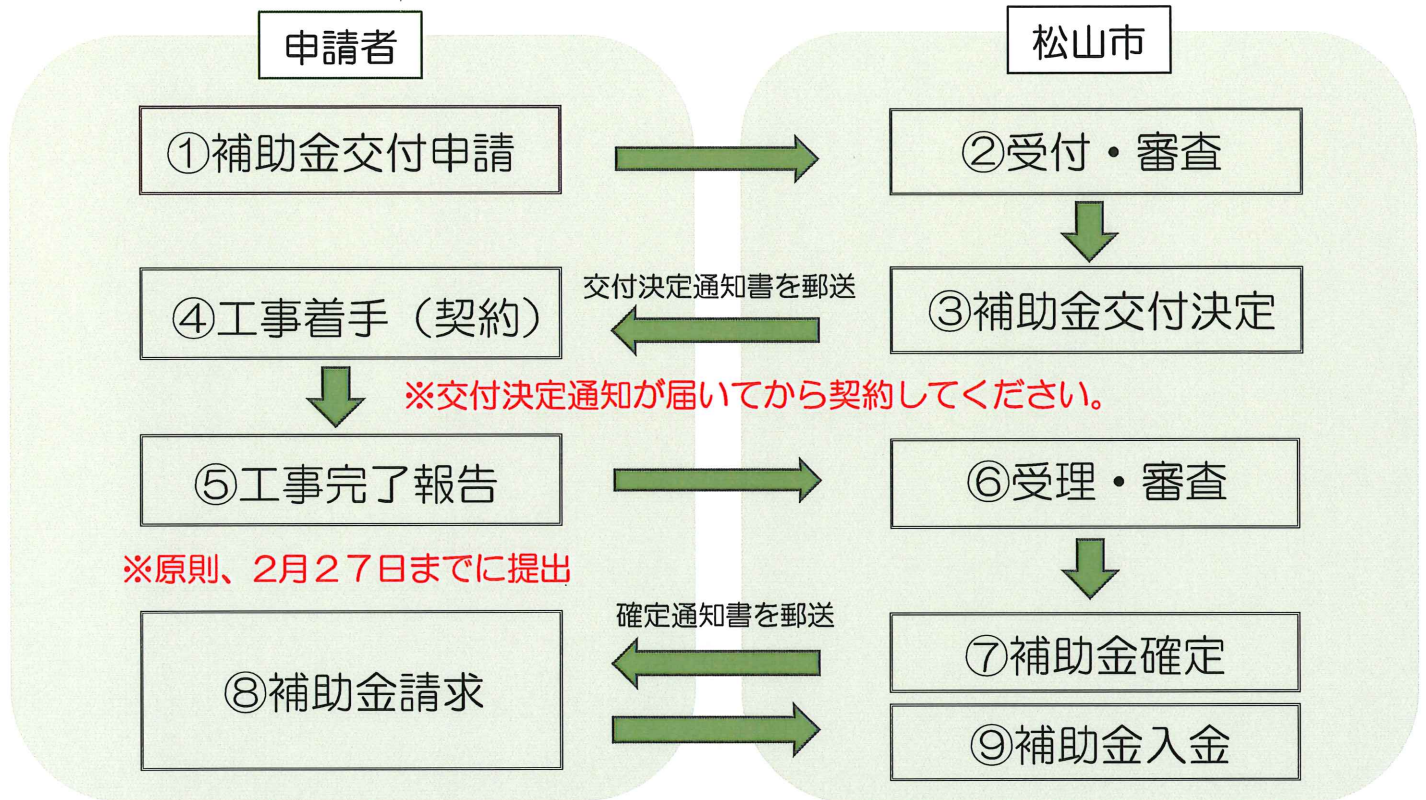 申請者
松山市
①補助金交付申請
②受付・審査
交付決定通知書を郵送
④工事着手（契約）
③補助金交付決定
※交付決定通知が届いてから契約してください。
⑤工事完了報告
⑥受理・審査
※原則、2月27日までに提出
確定通知書を郵送
⑦補助金確定
⑧補助金請求
⑨補助金入金